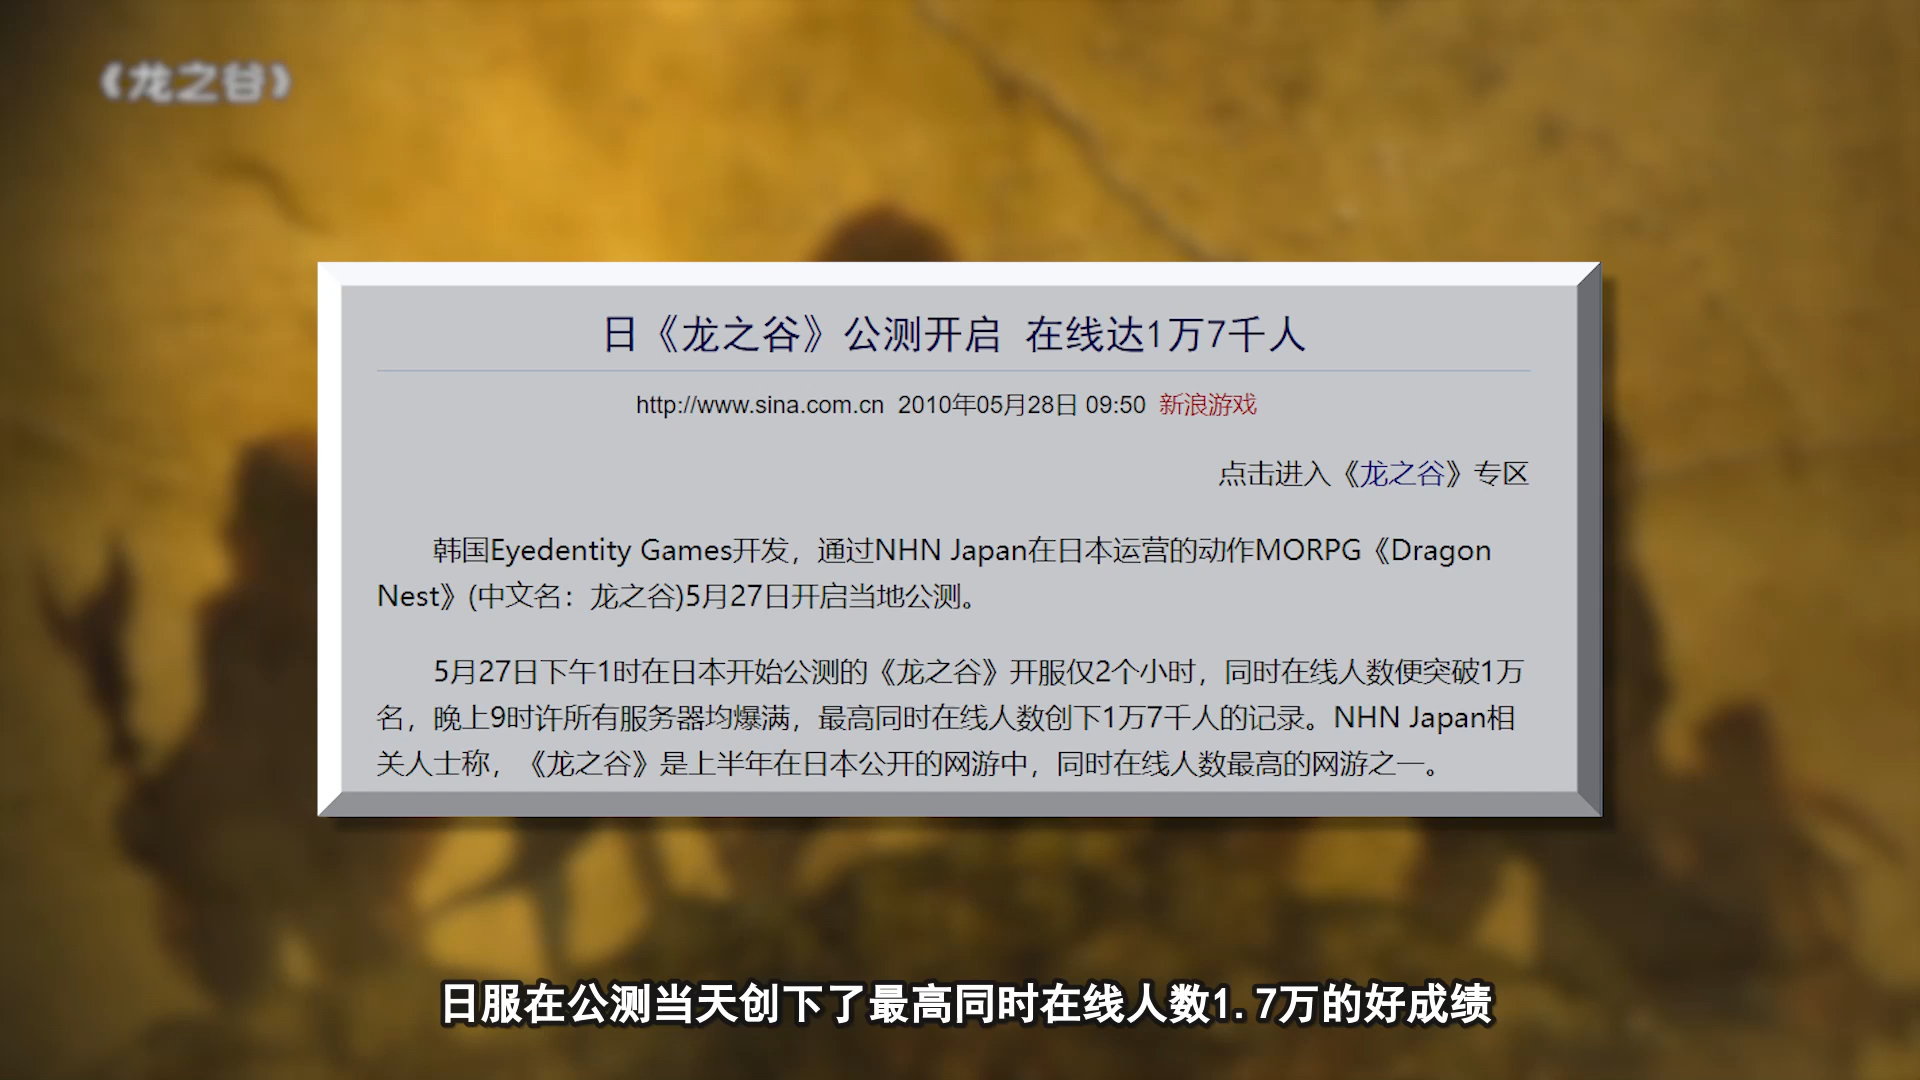 《龙之谷》
日《龙之谷》公测开启 在线达1万7千人
http://www.sina.com.cn 2010年05月28日 09:50 新浪游戏
点击进入《龙之谷》专区
韩国Eyedentity Games开发，通过NHN Japan在日本运营的动作MORPG《Dragon
Nest》(中文名：龙之谷)5月27日开启当地公测。
5月27日下午1时在日本开始公测的《龙之谷》开服仅2个小时，同时在线人数便突破1万
名，晚上9时许所有服务器均爆满，最高同时在线人数创下1万7千人的记录。NHN Japan相
关人士称，《龙之谷》是上半年在日本公开的网游中，同时在线人数最高的网游之一。
日服在公测当天创下了最高同时在线人数1.7万的好成绩